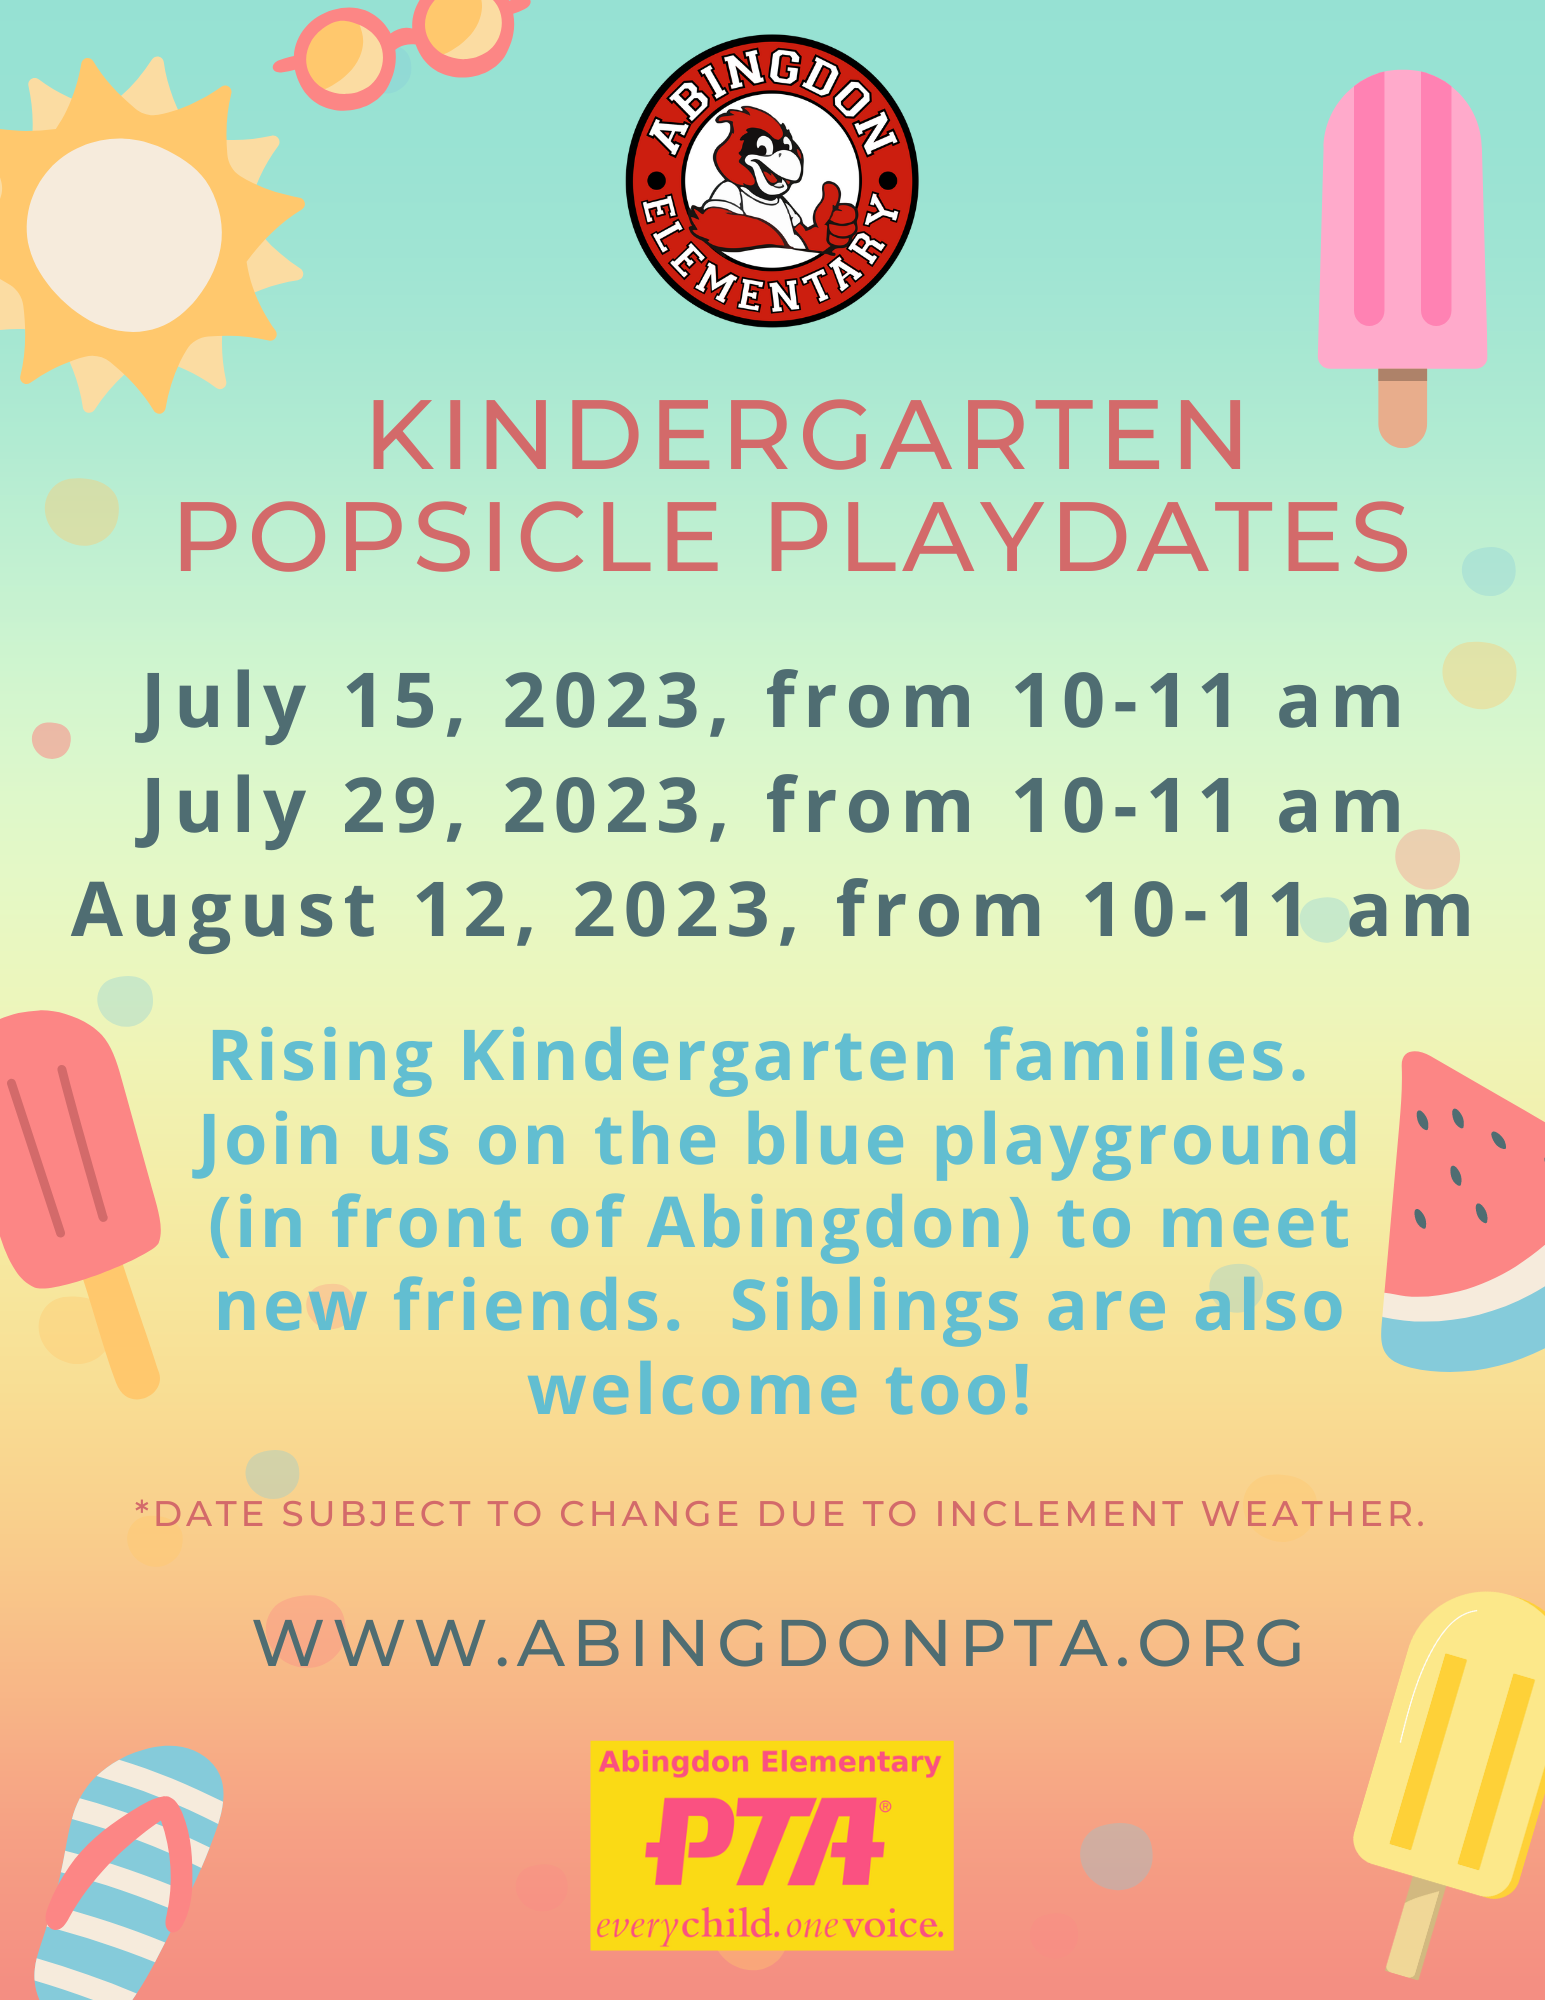 ABINGDON
ELEMENTARY
KINDERGARTEN
POPSICLE PLAYDATES
July 15, 2023, from 10-11 am
July 29, 2023, from 10-11 am
August 12, 2023, from 10-11 am
Rising Kindergarten families.
Join us on the blue playground
(in front of Abingdon) to meet
new friends.  Siblings are also
welcome too!
*DATE SUBJECT TO CHANGE DUE TO INCLEMENT WEATHER.
WWW.ABINGDONPTA.ORG
Abingdon Elementary
PTA®
everychild.onevoice.